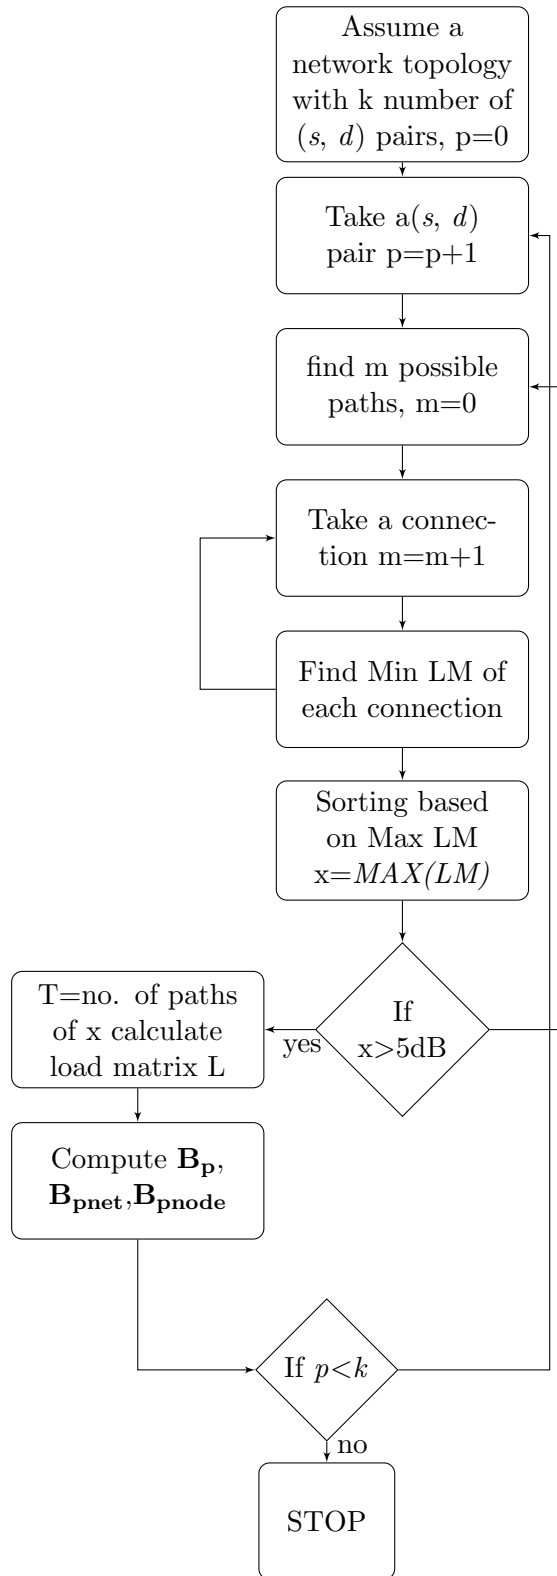 Assume a
network topology
with k number of
(s, d) pairs, p=0
Take a(s, d)
pair p=p+1
find m possible
paths, m=0
Take a connec-
tion m=m+1
Find Min LM of
each connection
Sorting based
on Max LM
x=MAX(LM)
If
x>5dB
yes
T=no. of paths
of x calculate
load matrix L
Compute Bp,
Bpnet,Bpnode
If p<k
no
STOP